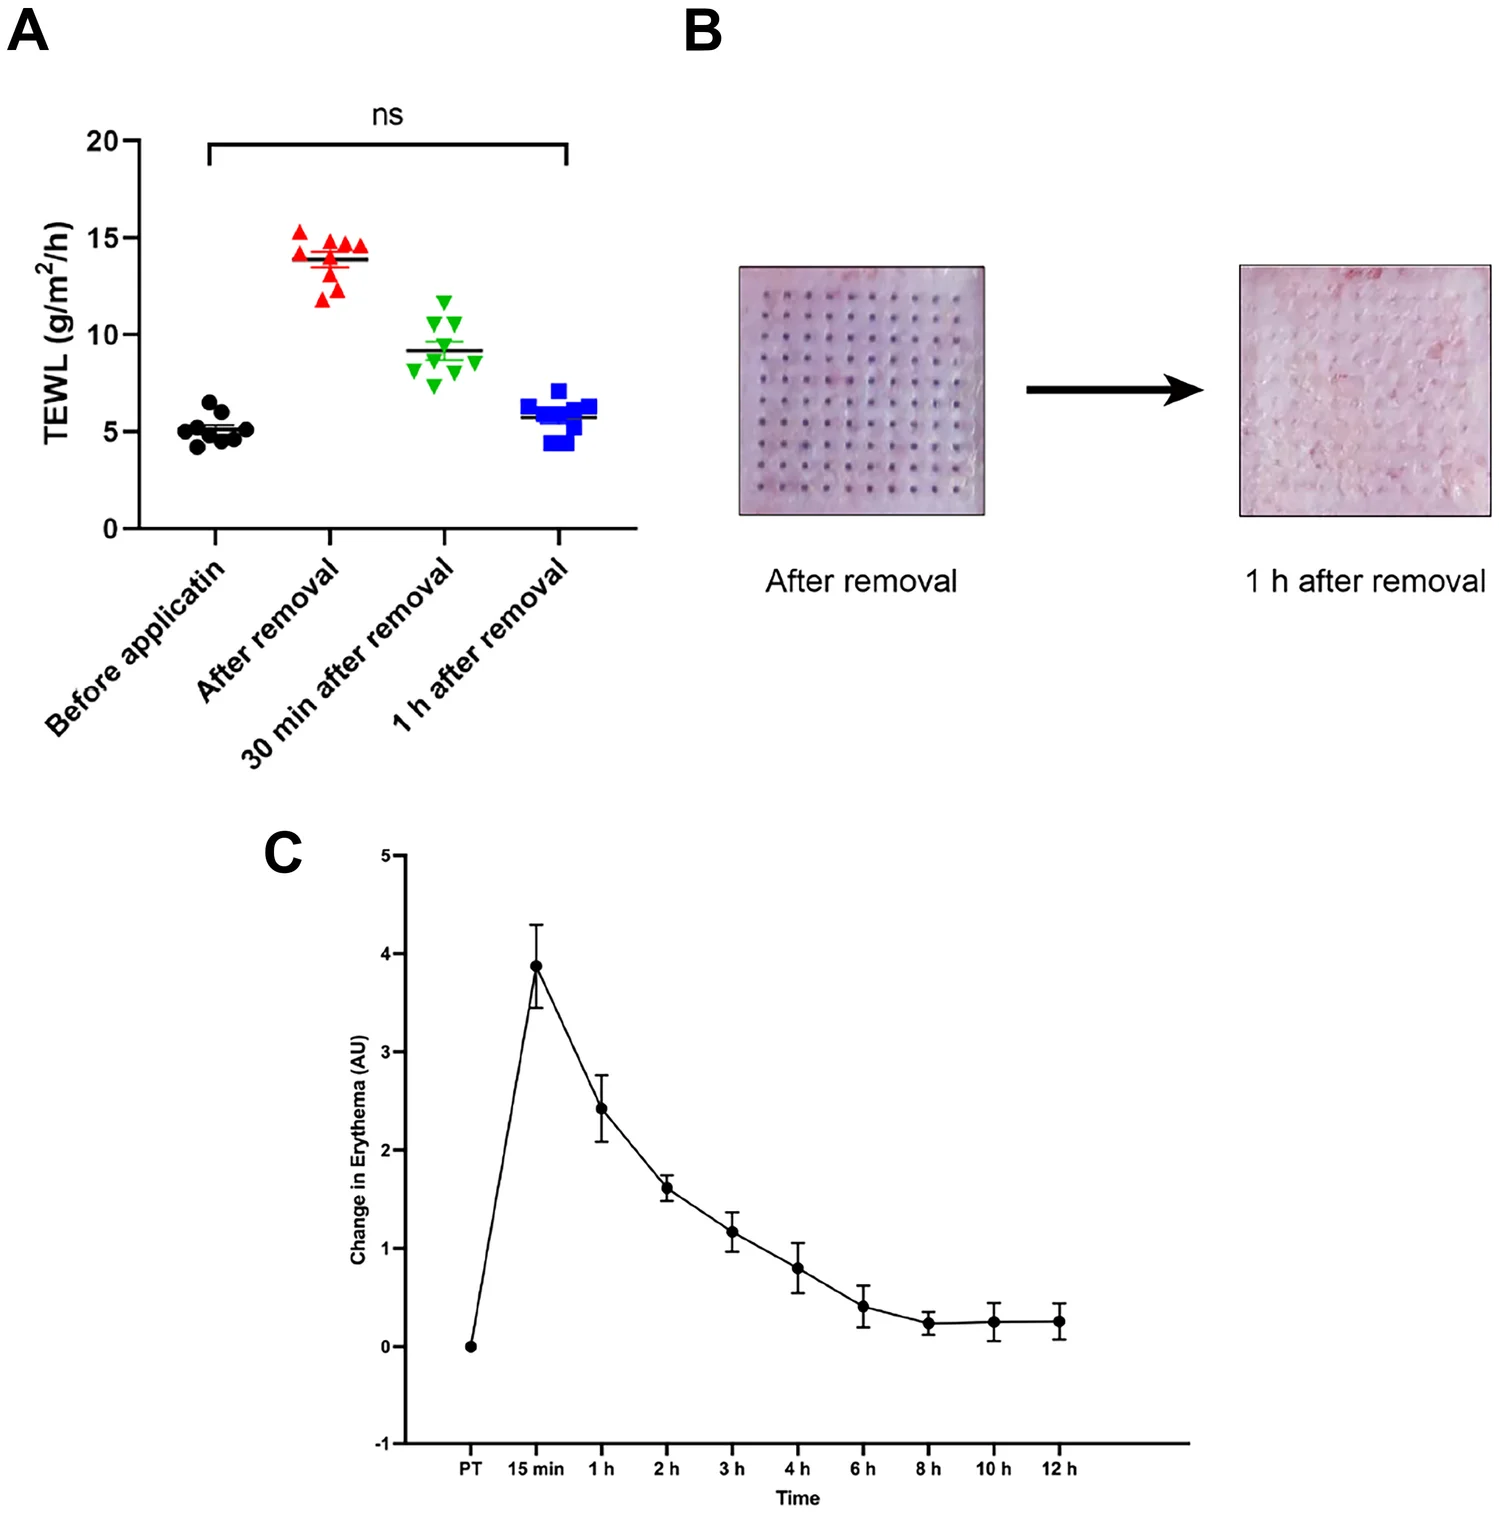 A
B
ns
20
15
10
5
0
TEWL (g/m²/h)
Before applicatin
After removal
30 min after removal
1 h after removal
After removal
1 h after removal
C
5
4
3
2
1
0
-1
Change in Erythema (AU)
PT 15 min 1 h 2 h 3 h 4 h 6 h 8 h 10 h 12 h
Time